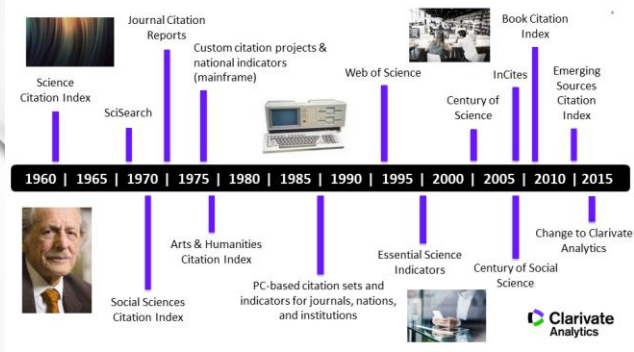 Journal Citation
Reports
Book Citation
Index
Custom citation projects &
national indicators
(mainframe)
Science
Citation Index
SciSearch
Web of Science
Century of
Science
InCites
Emerging
Sources
Citation
Index
1960 | 1965 | 1970 | 1975 | 1980 | 1985 | 1990 | 1995 | 2000 | 2005 | 2010 | 2015
Social Sciences
Citation Index
Arts & Humanities
Citation Index
PC-based citation sets and
indicators for journals, nations,
and institutions
Essential Science
Indicators
Century of Social
Science
Change to Clarivate
Analytics
Clarivate
Analytics